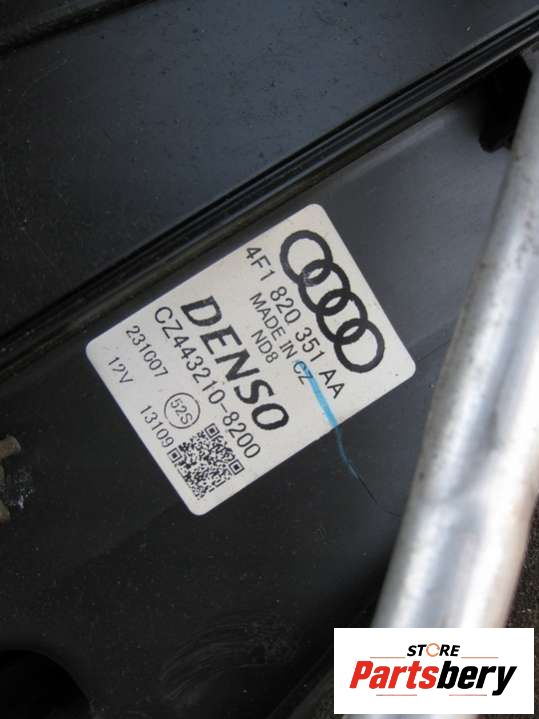 4F1 820 351 AA
MADE IN CZ
ND8
DENSO
CZ443210-8200
231007 52S
12V 13109
STORE
Partsbery